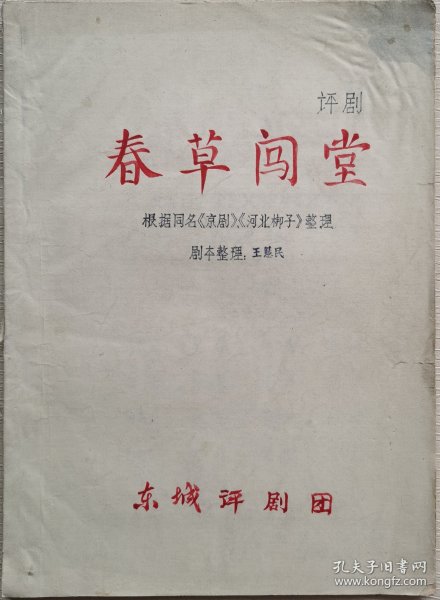 评剧
春草闯堂
根据同名《京剧》、《河北梆子》整理
剧本整理：王慧民
东城评剧团
孔夫子旧书网
www.kongfz.com